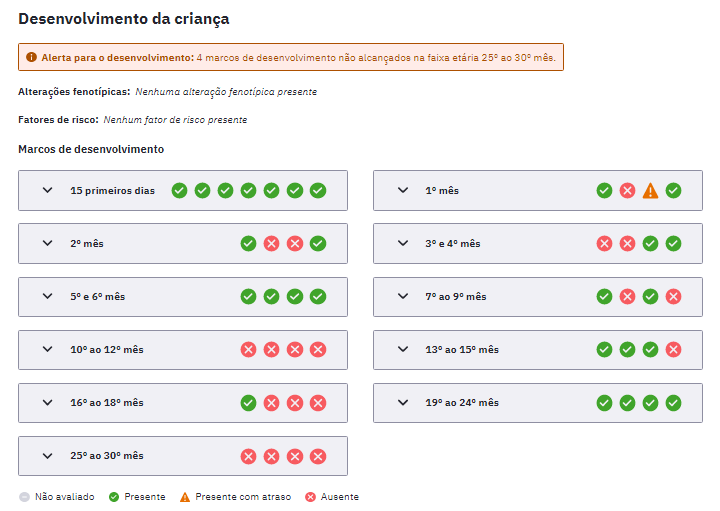 Desenvolvimento da criança
Alerta para o desenvolvimento: 4 marcos de desenvolvimento não alcançados na faixa etária 25º ao 30º mês.
Alterações fenotípicas: Nenhuma alteração fenotípica presente
Fatores de risco: Nenhum fator de risco presente
Marcos de desenvolvimento
15 primeiros dias
1º mês
2º mês
3º e 4º mês
5º e 6º mês
7º ao 9º mês
10º ao 12º mês
13º ao 15º mês
16º ao 18º mês
19º ao 24º mês
25º ao 30º mês
Não avaliado Presente Presente com atraso Ausente